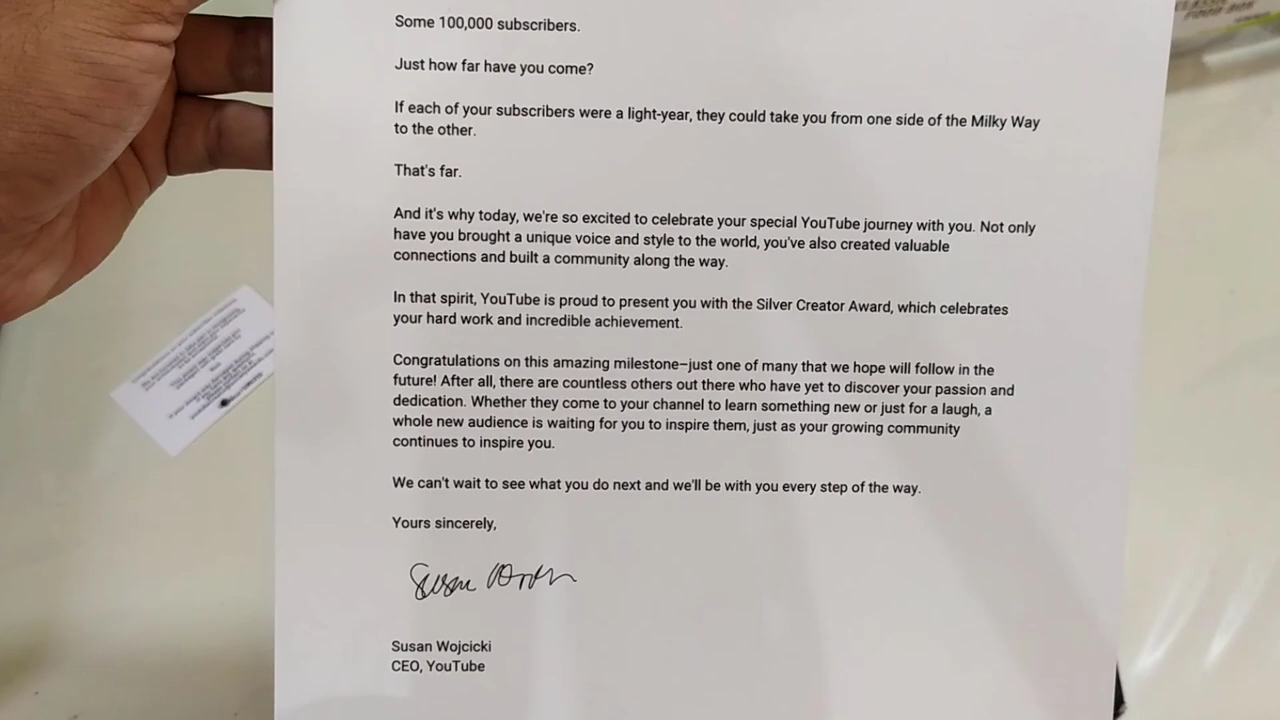 Some 100,000 subscribers.
Just how far have you come?
If each of your subscribers were a light-year, they could take you from one side of the Milky Way
to the other.
That's far.
And it's why today, we're so excited to celebrate your special YouTube journey with you. Not only
have you brought a unique voice and style to the world, you've also created valuable
connections and built a community along the way.
In that spirit, YouTube is proud to present you with the Silver Creator Award, which celebrates
your hard work and incredible achievement.
Congratulations on this amazing milestone—just one of many that we hope will follow in the
future! After all, there are countless others out there who have yet to discover your passion and
dedication. Whether they come to your channel to learn something new or just for a laugh, a
whole new audience is waiting for you to inspire them, just as your growing community
continues to inspire you.
We can't wait to see what you do next and we'll be with you every step of the way.
Yours sincerely,
Susan Wojcicki
CEO, YouTube